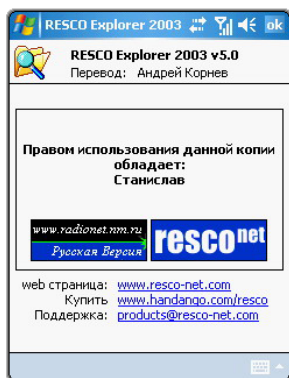 RESCO Explorer 2003
ok
RESCO Explorer 2003 v5.0
Перевод: Андрей Корнев
Правом использования данной копии
обладает:
Станислав
www.radionet.nm.ru
Русская Версия
resco net
web страница: www.resco-net.com
Купить www.handango.com/resco
Поддержка: products@resco-net.com